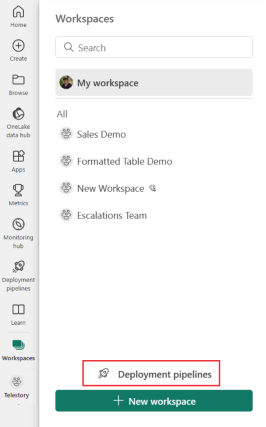 Home
Create
Browse
OneLake
data hub
Apps
Metrics
Monitoring
hub
Deployment
pipelines
Learn
Workspaces
Telestory
Workspaces
Search
My workspace
All
Sales Demo
Formatted Table Demo
New Workspace
Escalations Team
Deployment pipelines
New workspace